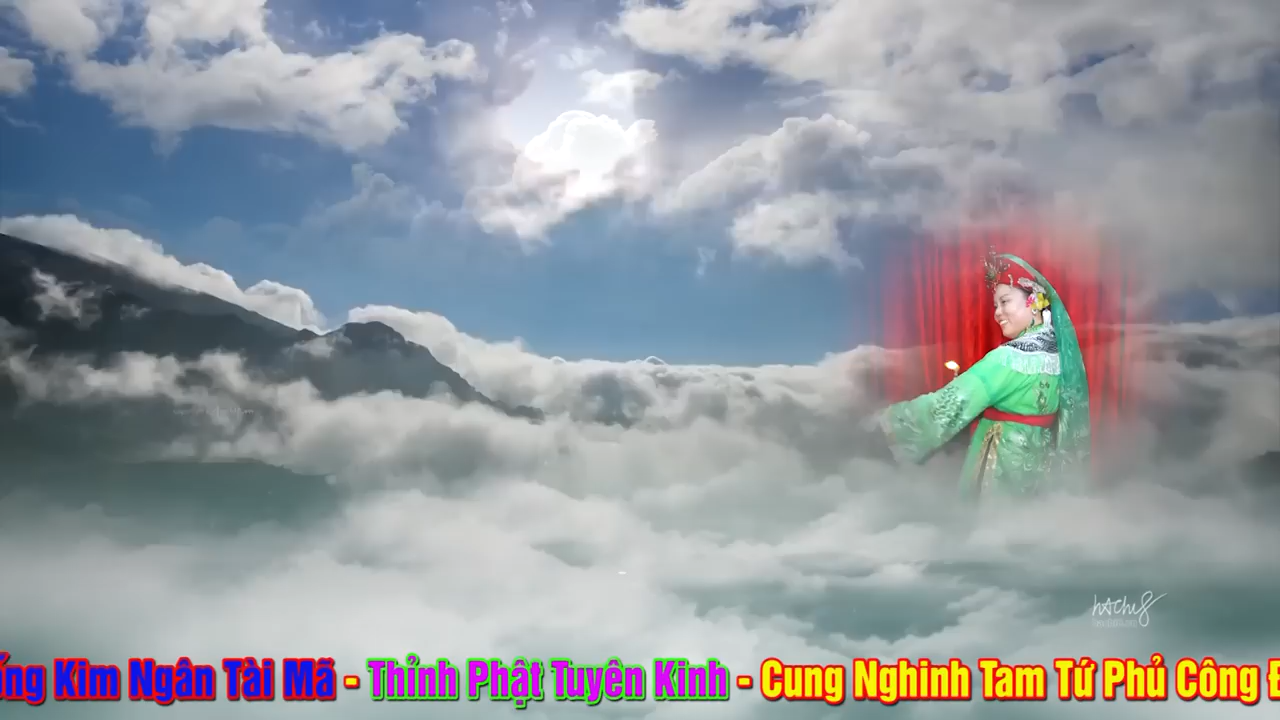 Kim Ngân Tài Mã - Thỉnh Phật Tuyên Kinh - Cung Nghinh Tam Tứ Phủ Công